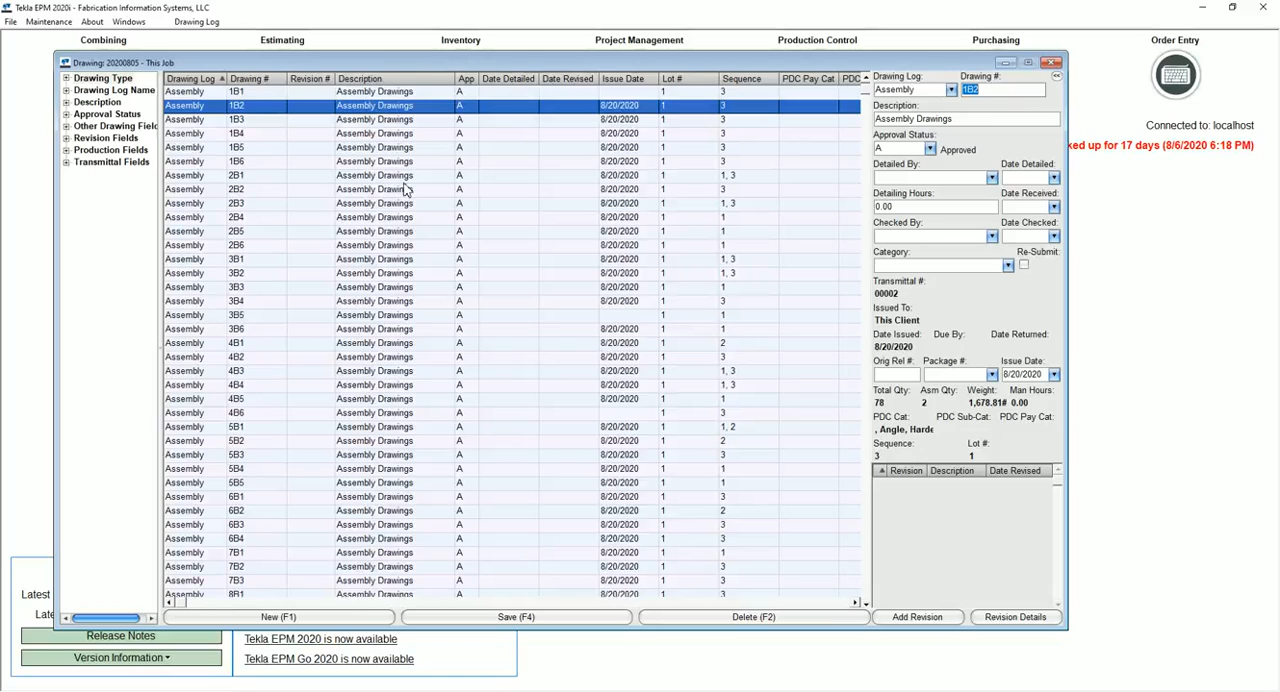 Tekla EPM 2020i - Fabrication Information Systems, LLC
File Maintenance About Windows Drawing Log
Combining Estimating Inventory Project Management Production Control Purchasing Order Entry
Connected to: localhost
ked up for 17 days (8/6/2020 6:18 PM)
Drawing: 20200805 - This Job
Drawing Type
Drawing Log Name
Description
Approval Status
Other Drawing Field
Revision Fields
Production Fields
Transmittal Fields
Drawing Log Drawing # Revision # Description App Date Detailed Date Revised Issue Date Lot # Sequence PDC Pay Cat PDC
Assembly 1B1 Assembly Drawings A 1 3
Assembly 1B2 Assembly Drawings A 8/20/2020 1 3
Assembly 1B3 Assembly Drawings A 8/20/2020 1 3
Assembly 1B4 Assembly Drawings A 8/20/2020 1 3
Assembly 1B5 Assembly Drawings A 8/20/2020 1 3
Assembly 1B6 Assembly Drawings A 8/20/2020 1 3
Assembly 2B1 Assembly Drawings A 8/20/2020 1 1, 3
Assembly 2B2 Assembly Drawings A 8/20/2020 1 3
Assembly 2B3 Assembly Drawings A 8/20/2020 1 1, 3
Assembly 2B4 Assembly Drawings A 8/20/2020 1 1
Assembly 2B5 Assembly Drawings A 8/20/2020 1 1
Assembly 2B6 Assembly Drawings A 8/20/2020 1 1
Assembly 3B1 Assembly Drawings A 8/20/2020 1 1, 3
Assembly 3B2 Assembly Drawings A 8/20/2020 1 1, 3
Assembly 3B3 Assembly Drawings A 8/20/2020 1 1
Assembly 3B4 Assembly Drawings A 8/20/2020 1 3
Assembly 3B5 Assembly Drawings A 1 1
Assembly 3B6 Assembly Drawings A 8/20/2020 1 1
Assembly 4B1 Assembly Drawings A 8/20/2020 1 2
Assembly 4B2 Assembly Drawings A 8/20/2020 1 3
Assembly 4B3 Assembly Drawings A 8/20/2020 1 1, 3
Assembly 4B4 Assembly Drawings A 8/20/2020 1 1, 3
Assembly 4B5 Assembly Drawings A 8/20/2020 1 1
Assembly 4B6 Assembly Drawings A 1 3
Assembly 5B1 Assembly Drawings A 8/20/2020 1 1, 2
Assembly 5B2 Assembly Drawings A 8/20/2020 1 2
Assembly 5B3 Assembly Drawings A 8/20/2020 1 3
Assembly 5B4 Assembly Drawings A 8/20/2020 1 1
Assembly 5B5 Assembly Drawings A 8/20/2020 1 1
Assembly 6B1 Assembly Drawings A 8/20/2020 1 3
Assembly 6B2 Assembly Drawings A 8/20/2020 1 2
Assembly 6B3 Assembly Drawings A 8/20/2020 1 3
Assembly 6B4 Assembly Drawings A 8/20/2020 1 3
Assembly 7B1 Assembly Drawings A 8/20/2020 1 1
Assembly 7B2 Assembly Drawings A 8/20/2020 1 3
Assembly 7B3 Assembly Drawings A 8/20/2020 1 3
Assembly 8B1 Assembly Drawings A 8/20/2020 1 3
New (F1) Save (F4) Delete (F2)
Drawing Log: Drawing #:
Assembly 1B2
Description:
Assembly Drawings
Approval Status:
A Approved
Detailed By: Date Detailed:
Detailing Hours: Date Received:
0.00
Checked By: Date Checked:
Category: Re-Submit:
Transmittal #:
00002
Issued To:
This Client
Date Issued: Due By: Date Returned:
8/20/2020
Orig Rel #: Package #: Issue Date:
8/20/2020
Total Qty: Asm Qty: Weight: Man Hours:
78 2 1,678.81# 0.00
PDC Cat: PDC Sub-Cat: PDC Pay Cat:
, Angle, Harde
Sequence: Lot #:
3 1
Revision Description Date Revised
Add Revision Revision Details
Latest
Late
Release Notes
Version Information
Tekla EPM 2020 is now available
Tekla EPM Go 2020 is now available